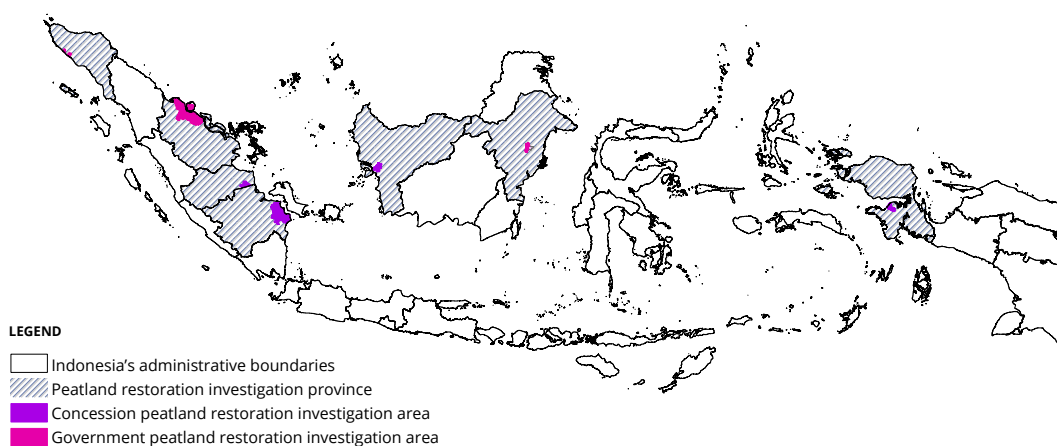 LEGEND
Indonesia's administrative boundaries
Peatland restoration investigation province
Concession peatland restoration investigation area
Government peatland restoration investigation area